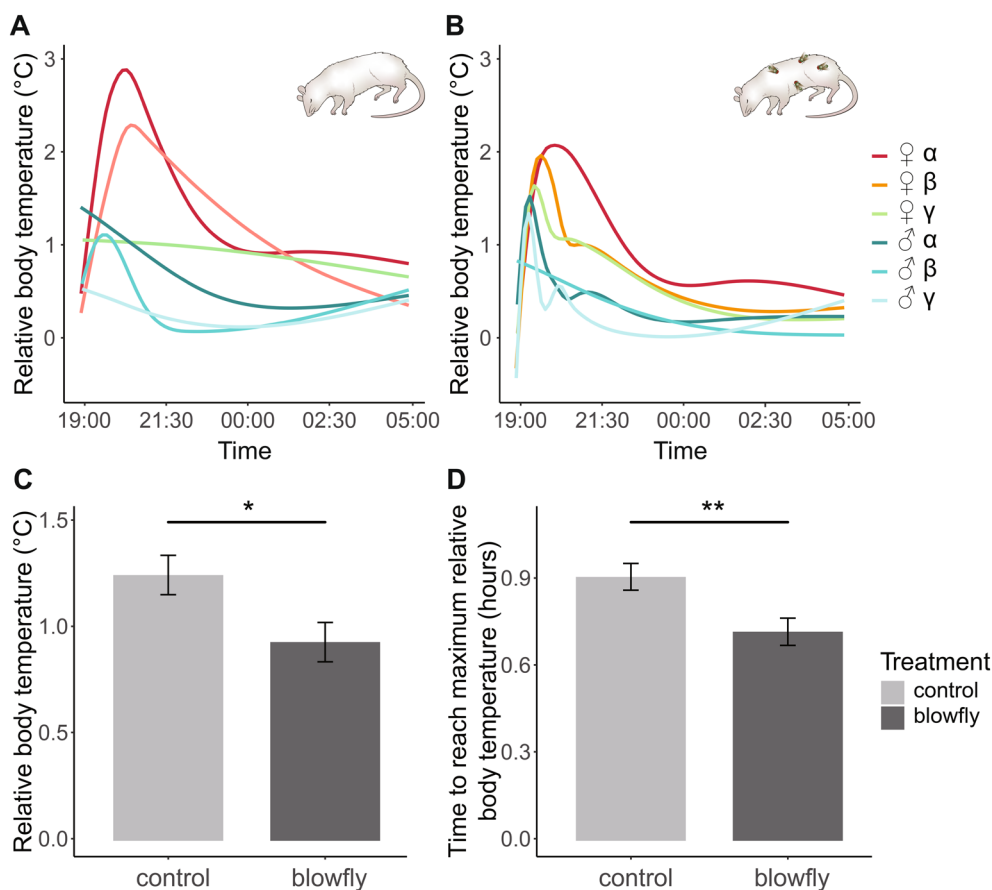 A
Relative body temperature (°C)
3
2
1
0
19:00 21:30 00:00 02:30 05:00
Time
B
Relative body temperature (°C)
3
2
1
0
19:00 21:30 00:00 02:30 05:00
Time
♀ α
♀ β
♀ γ
♂ α
♂ β
♂ γ
C
Relative body temperature (°C)
1.5
1.0
0.5
0.0
*
control blowfly
D
Time to reach maximum relative
body temperature (hours)
0.9
0.6
0.3
0.0
**
control blowfly
Treatment
control
blowfly